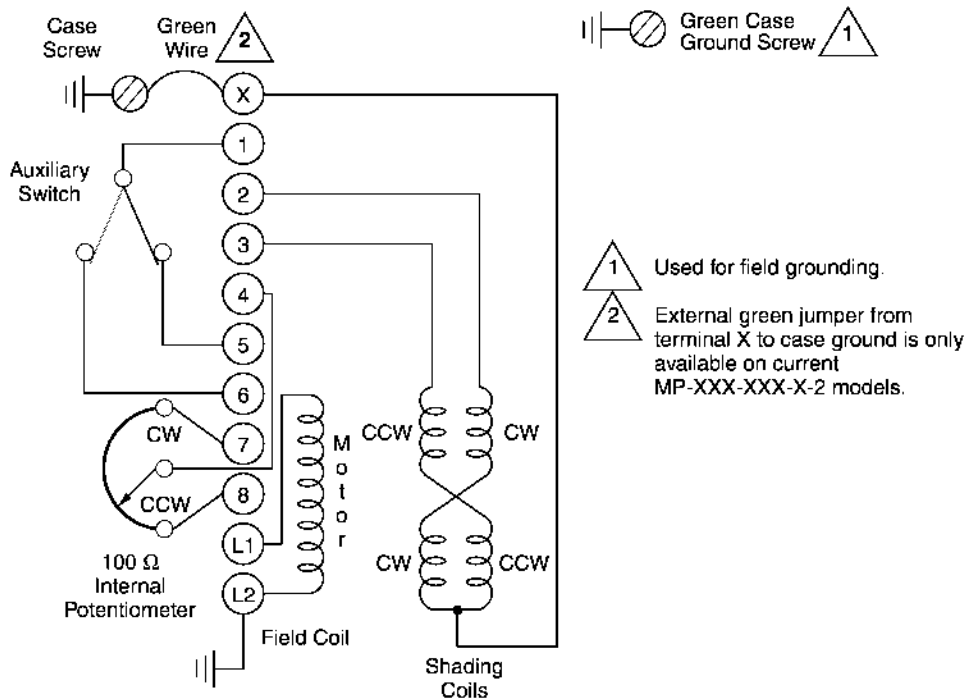 Case
Screw
Green
Wire
2
Green Case
Ground Screw
1
X
1
Auxiliary
Switch
2
3
4
5
6
7
8
L1
L2
CW
CCW
100 Ω
Internal
Potentiometer
Motor
Field Coil
CCW
CW
CW
CCW
Shading
Coils
1
Used for field grounding.
2
External green jumper from
terminal X to case ground is only
available on current
MP-XXX-XXX-X-2 models.